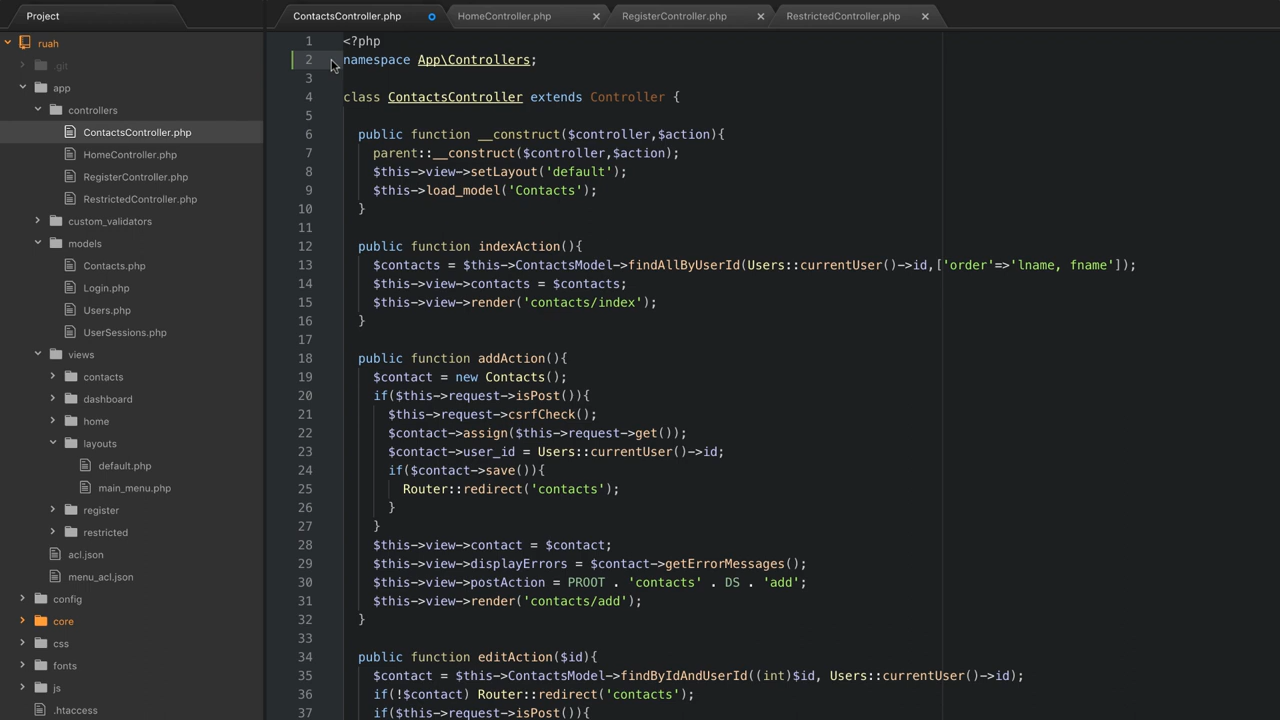 Project
ruah
.git
app
controllers
ContactsController.php
HomeController.php
RegisterController.php
RestrictedController.php
custom_validators
models
Contacts.php
Login.php
Users.php
UserSessions.php
views
contacts
dashboard
home
layouts
default.php
main_menu.php
register
restricted
acl.json
menu_acl.json
config
core
css
fonts
js
.htaccess
ContactsController.php HomeController.php RegisterController.php RestrictedController.php
1 <?php
2 namespace App\Controllers;
3
4 class ContactsController extends Controller {
5
6 public function __construct($controller,$action){
7 parent::__construct($controller,$action);
8 $this->view->setLayout('default');
9 $this->load_model('Contacts');
10 }
11
12 public function indexAction(){
13 $contacts = $this->ContactsModel->findAllByUserId(Users::currentUser()->id,['order'=>'lname, fname']);
14 $this->view->contacts = $contacts;
15 $this->view->render('contacts/index');
16 }
17
18 public function addAction(){
19 $contact = new Contacts();
20 if($this->request->isPost()){
21 $this->request->csrfCheck();
22 $contact->assign($this->request->get());
23 $contact->user_id = Users::currentUser()->id;
24 if($contact->save()){
25 Router::redirect('contacts');
26 }
27 }
28 $this->view->contact = $contact;
29 $this->view->displayErrors = $contact->getErrorMessages();
30 $this->view->postAction = PROOT . 'contacts' . DS . 'add';
31 $this->view->render('contacts/add');
32 }
33
34 public function editAction($id){
35 $contact = $this->ContactsModel->findByIdAndUserId((int)$id, Users::currentUser()->id);
36 if(!$contact) Router::redirect('contacts');
37 if($this->request->isPost()){